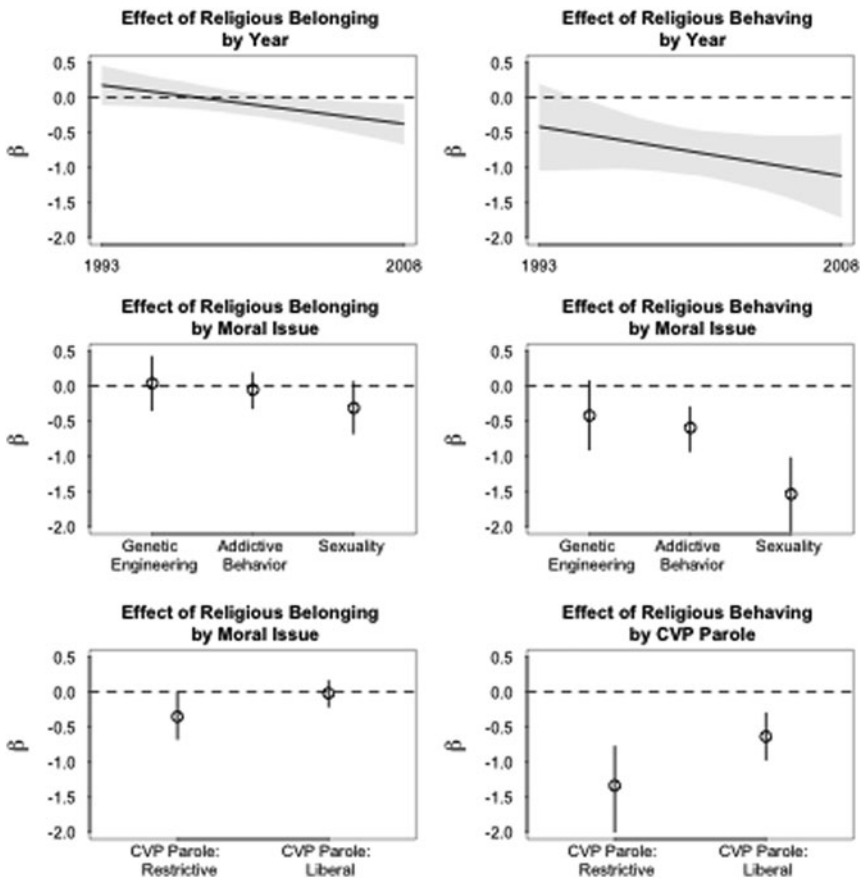 Effect of Religious Belonging
by Year
0.5
0.0
-0.5
-1.0
-1.5
-2.0
β
1993
2008
Effect of Religious Behaving
by Year
0.5
0.0
-0.5
-1.0
-1.5
-2.0
β
1993
2008
Effect of Religious Belonging
by Moral Issue
0.5
0.0
-0.5
-1.0
-1.5
-2.0
β
Genetic
Engineering
Addictive
Behavior
Sexuality
Effect of Religious Behaving
by Moral Issue
0.5
0.0
-0.5
-1.0
-1.5
-2.0
β
Genetic
Engineering
Addictive
Behavior
Sexuality
Effect of Religious Belonging
by Moral Issue
0.5
0.0
-0.5
-1.0
-1.5
-2.0
β
CVP Parole:
Restrictive
CVP Parole:
Liberal
Effect of Religious Behaving
by CVP Parole
0.5
0.0
-0.5
-1.0
-1.5
-2.0
β
CVP Parole:
Restrictive
CVP Parole:
Liberal